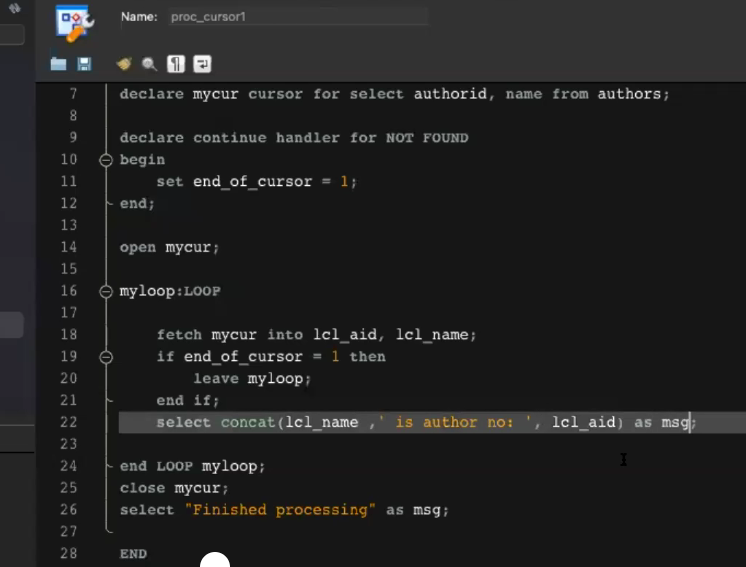 Name: proc_cursor1
7 declare mycur cursor for select authorid, name from authors;
8
9 declare continue handler for NOT FOUND
10 begin
11 set end_of_cursor = 1;
12 end;
13
14 open mycur;
15
16 myloop:LOOP
17
18 fetch mycur into lcl_aid, lcl_name;
19 if end_of_cursor = 1 then
20 leave myloop;
21 end if;
22 select concat(lcl_name ,' is author no: ', lcl_aid) as msg;
23
24 end LOOP myloop;
25 close mycur;
26 select "Finished processing" as msg;
27
28 END